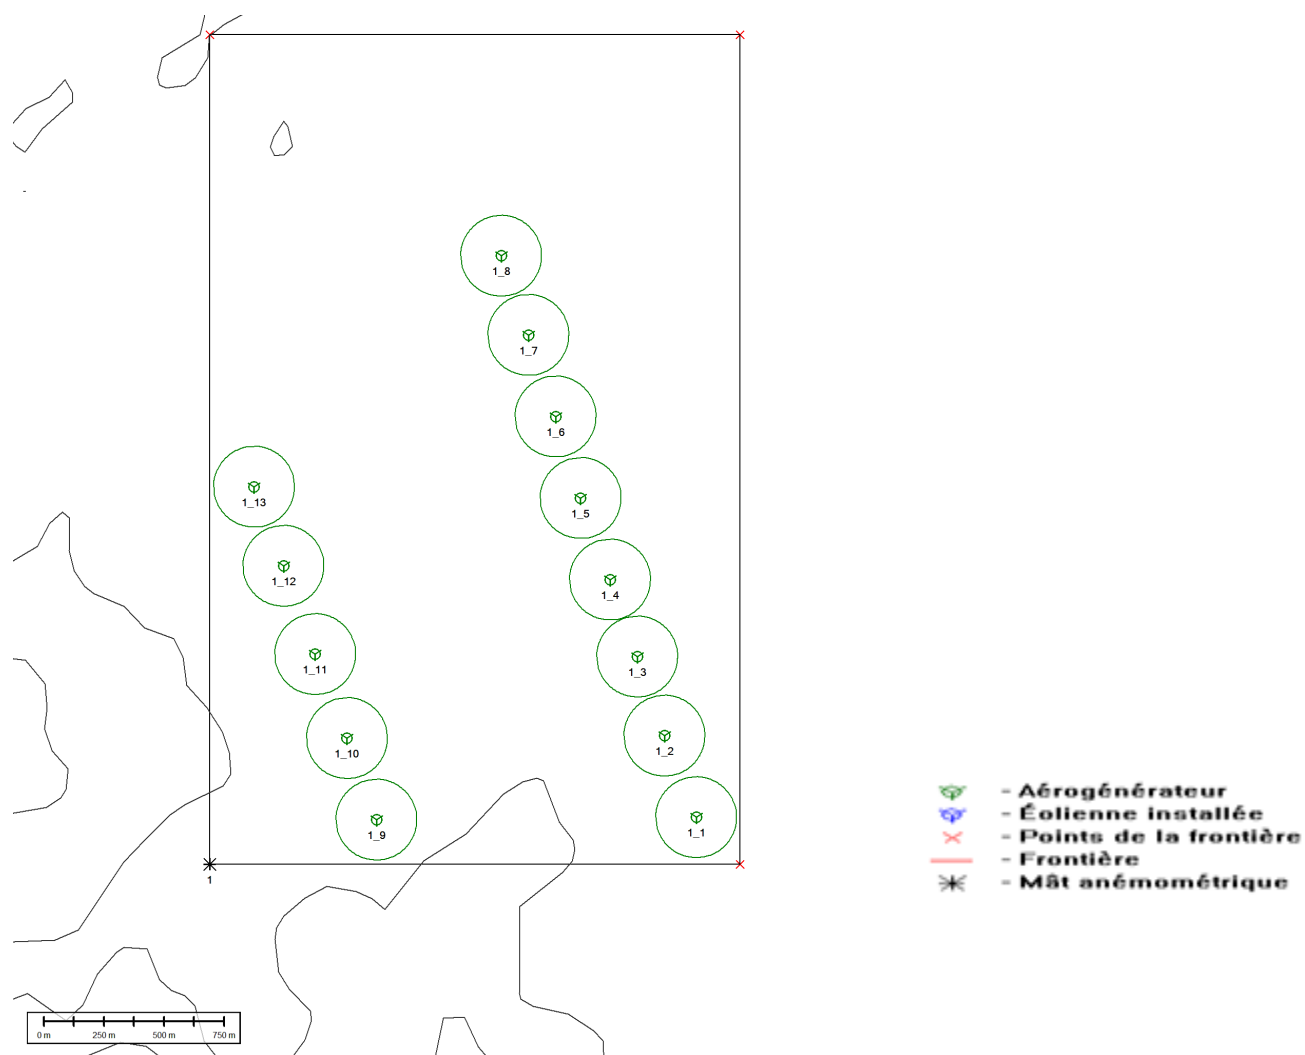 1_8
1_7
1_6
1_13
1_5
1_12
1_4
1_11
1_3
1_10
1_2
1_9
1_1
1
- Aérogénérateur
- Éolienne installée
- Points de la frontière
- Frontière
- Mât anémométrique
0 m 250 m 500 m 750 m